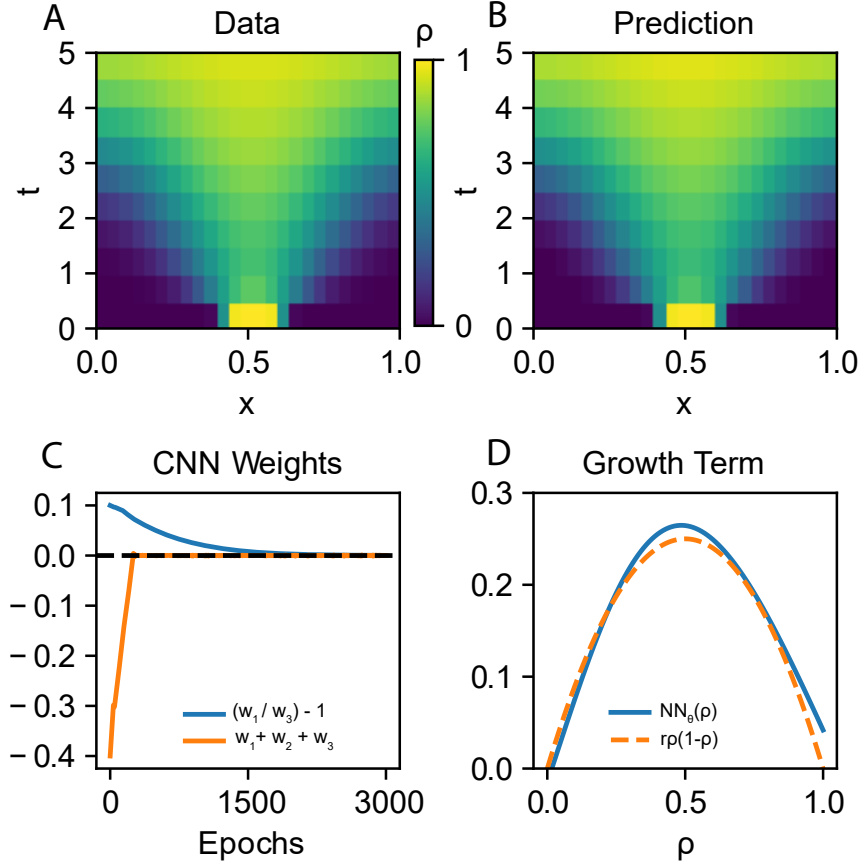 A
Data
5
4
3
2
1
0
t
0.0
0.5
1.0
x
ρ
1
0
B
Prediction
5
4
3
2
1
0
t
0.0
0.5
1.0
x
C
CNN Weights
0.1
0.0
−0.1
−0.2
−0.3
−0.4
(w₁ / w₃) - 1
w₁+ w₂ + w₃
0
1500
3000
Epochs
D
Growth Term
0.3
0.2
0.1
0.0
NN_θ(ρ)
rρ(1-ρ)
0.0
0.5
1.0
ρ